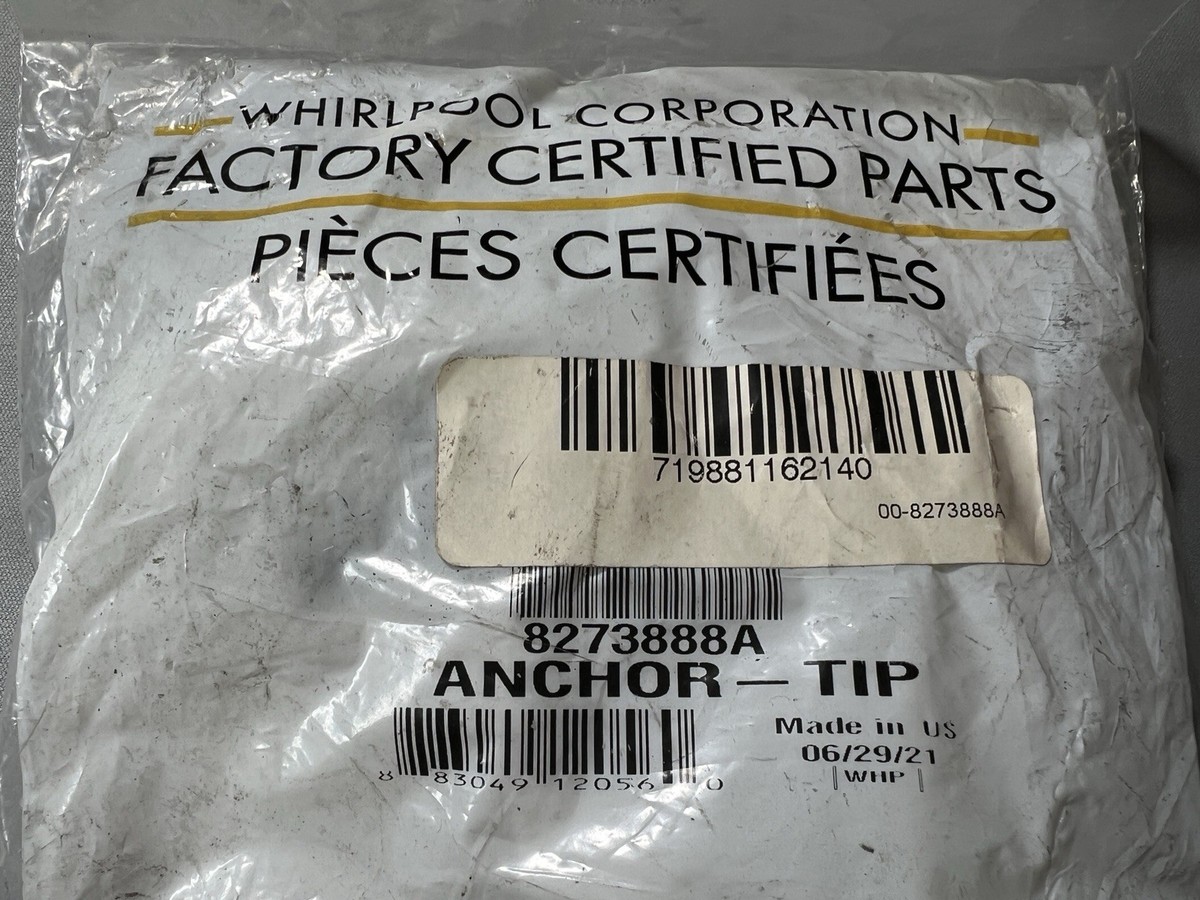 WHIRLPOOL CORPORATION
FACTORY CERTIFIED PARTS
PIÈCES CERTIFIÉES
719881162140
00-8273888A
8273888A
ANCHOR — TIP
8 83049 12056 0
Made in US
06/29/21
|WHP|